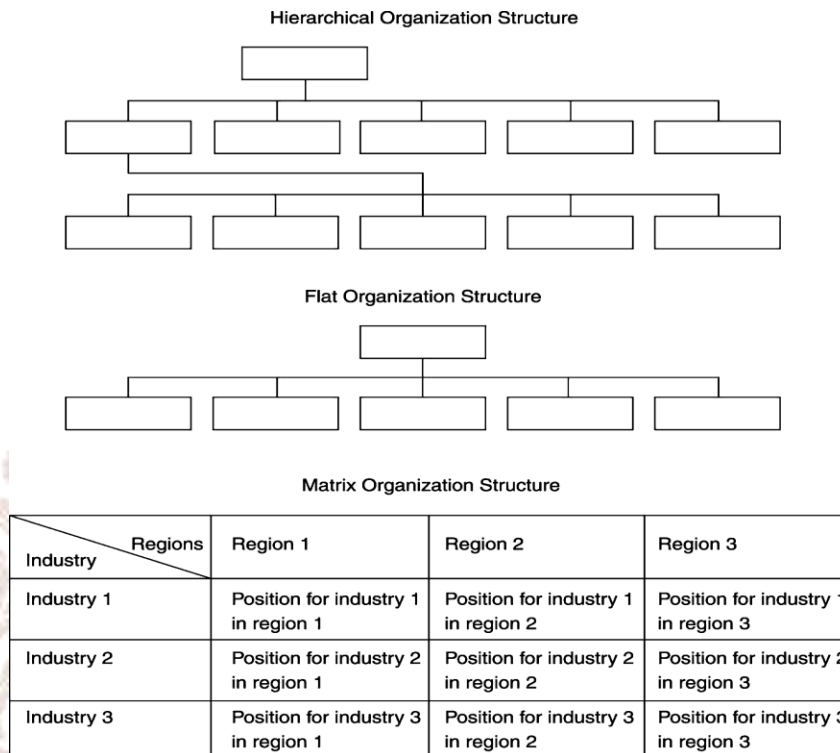 Hierarchical Organization Structure
Flat Organization Structure
Matrix Organization Structure
Regions
Industry
Region 1
Region 2
Region 3
Industry 1
Position for industry 1
in region 1
Position for industry 1
in region 2
Position for industry 1
in region 3
Industry 2
Position for industry 2
in region 1
Position for industry 2
in region 2
Position for industry 2
in region 3
Industry 3
Position for industry 3
in region 1
Position for industry 3
in region 2
Position for industry 3
in region 3